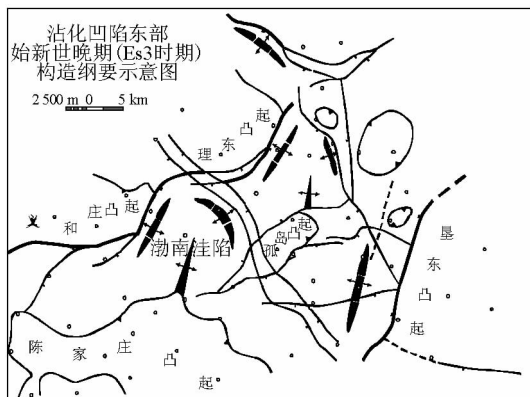 沾化凹陷东部
始新世晚期(Es3时期)
构造纲要示意图
2 500 m 0 5 km
理东凸起
和庄凸起
渤南洼陷
孤岛凸起
垦东凸起
陈家庄凸起